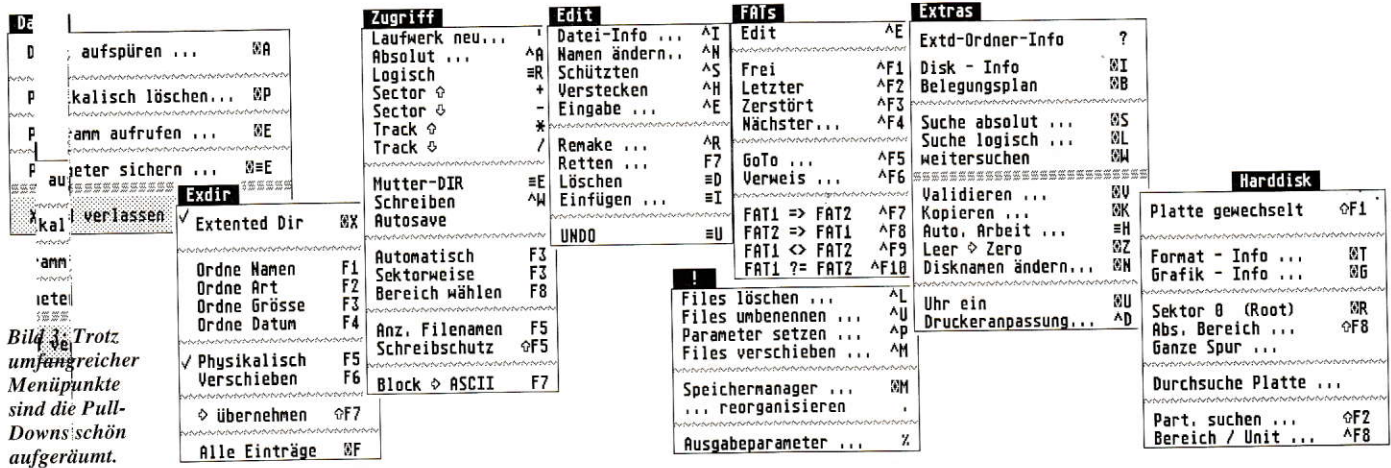 aufspüren ... A
kalisch löschen... P
amm aufrufen ... E
eter sichern ... ≡E
verlassen
Exdir
✓ Extented Dir X
Ordne Namen F1
Ordne Art F2
Ordne Grösse F3
Ordne Datum F4
✓ Physikalisch F5
Verschieben F6
⇨ übernehmen ⇧F7
Alle Einträge F
Zugriff
Laufwerk neu... '
Absolut ... ^A
Logisch ≡R
Sector ⇧ +
Sector ⇩ -
Track ⇧ *
Track ⇩ /
Mutter-DIR ≡E
Schreiben ^W
Autosave
Automatisch F3
Sektorweise F3
Bereich wählen F8
Anz. Filenamen F5
Schreibschutz ⇧F5
Block ⇨ ASCII F7
Edit
Datei-Info ... ^I
Namen ändern.. ^N
Schützten ^S
Verstecken ^H
Eingabe ... ^E
Remake ... ^R
Retten ... F7
Löschen ≡D
Einfügen ... ≡I
UNDO ≡U
FATs
Edit ^E
Frei ^F1
Letzter ^F2
Zerstört ^F3
Nächster... ^F4
GoTo ... ^F5
Verweis ... ^F6
FAT1 => FAT2 ^F7
FAT2 => FAT1 ^F8
FAT1 <> FAT2 ^F9
FAT1 ?= FAT2 ^F10
!
Files löschen ... ^L
Files umbenennen ... ^U
Parameter setzen ... ^P
Files verschieben ... ^M
Speichermanager ... M
... reorganisieren .
Ausgabeparameter ... %
Extras
Extd-Ordner-Info ?
Disk - Info I
Belegungsplan B
Suche absolut ... S
Suche logisch ... L
weitersuchen W
Validieren ... V
Kopieren ... K
Auto. Arbeit ... ≡H
Leer ⇨ Zero Z
Disknamen ändern... N
Uhr ein U
Druckeranpassung... ^D
Harddisk
Platte gewechselt ⇧F1
Format - Info ... T
Grafik - Info ... G
Sektor 0 (Root) R
Abs. Bereich ... ⇧F8
Ganze Spur ...
Durchsuche Platte ...
Part. suchen ... ⇧F2
Bereich / Unit ... ^F8
Bild 3: Trotz
umfangreicher
Menüpunkte
sind die Pull-
Downs schön
aufgeräumt.